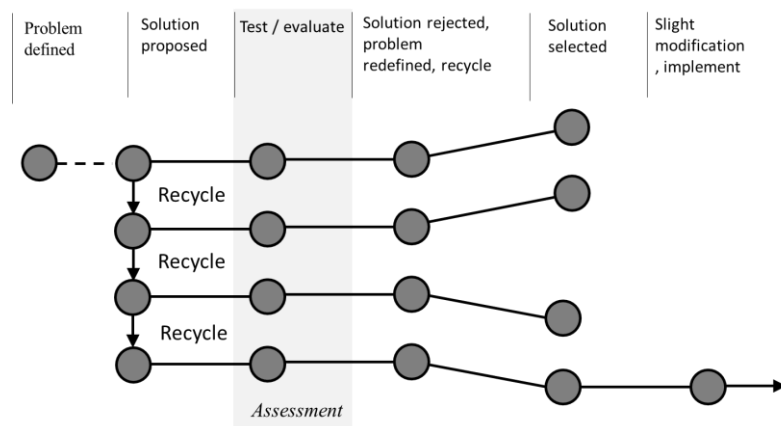 Problem
defined
Solution
proposed
Test / evaluate
Solution rejected,
problem
redefined, recycle
Solution
selected
Slight
modification
, implement
Recycle
Recycle
Recycle
Assessment